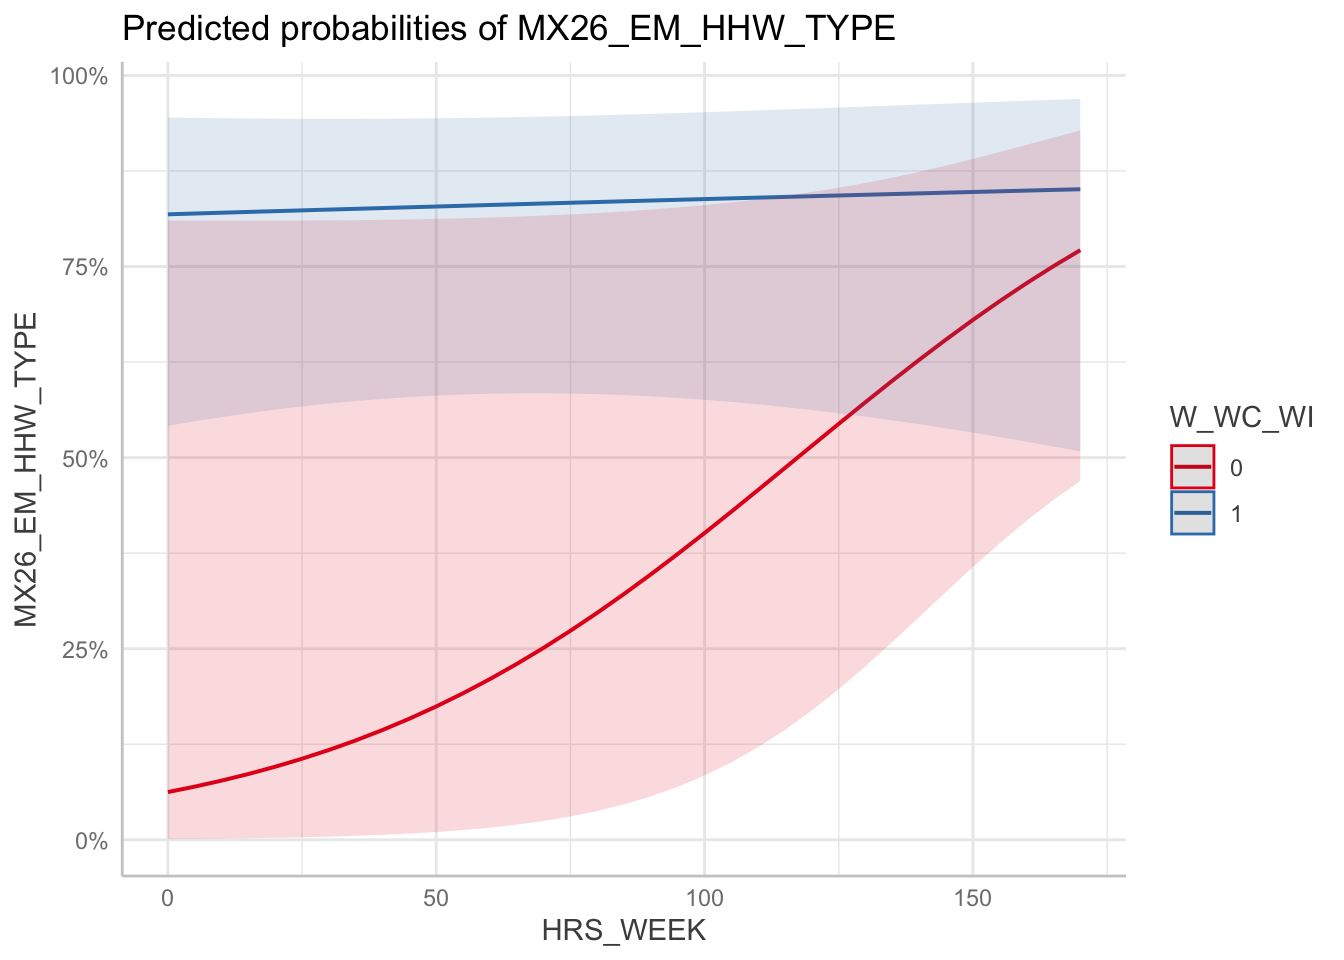 Predicted probabilities of MX26_EM_HHW_TYPE
100%
75%
50%
25%
0%
MX26_EM_HHW_TYPE
0
50
100
150
HRS_WEEK
W_WC_WI
0
1